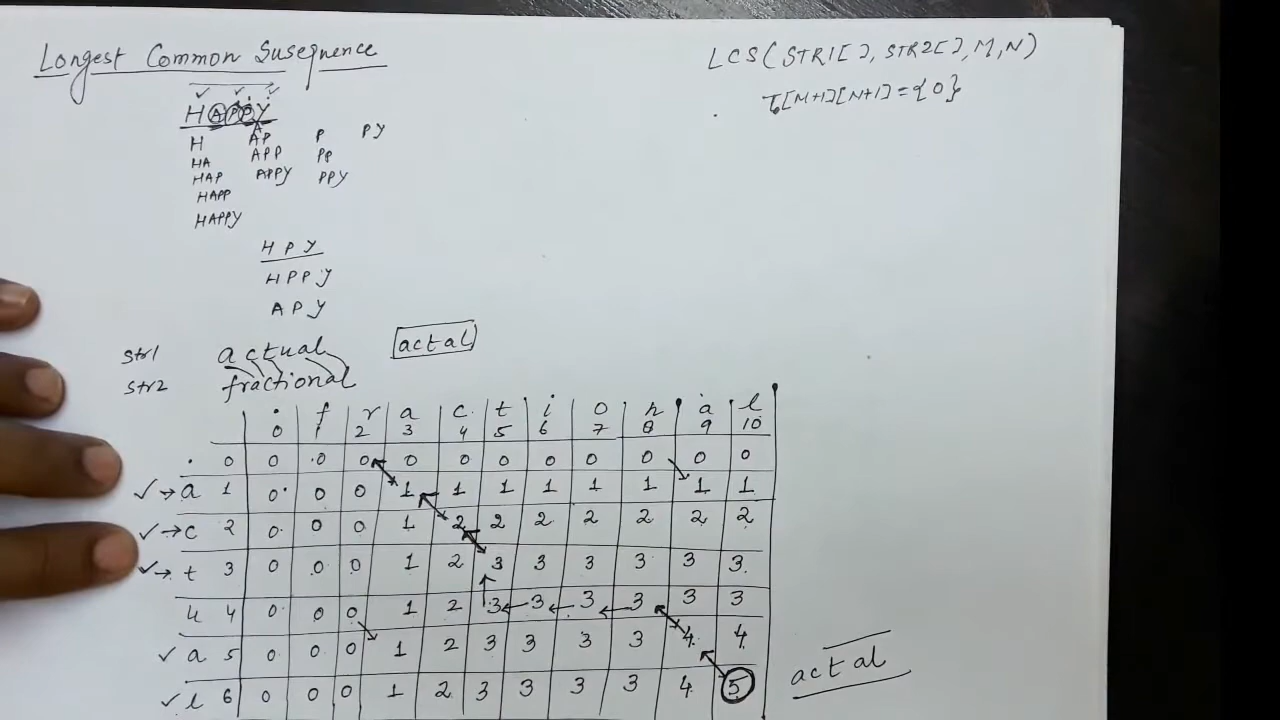 Longest Common Susequence
LCS(STR1[], STR2[], M, N)
[M+1][N+1]={0}
HAPPY
H AP P PY
HA APP PP
HAP APPY PPY
HAPP
HAPPY
HPY
HPPY
APY
str1 actual actal
str2 fractional
. f r a c t i o n a l
0 1 2 3 4 5 6 7 8 9 10
. 0 0 0 0 0 0 0 0 0 0 0 0
a 1 0 0 0 1 1 1 1 1 1 1 1
c 2 0 0 0 1 2 2 2 2 2 2 2
t 3 0 0 0 1 2 3 3 3 3 3 3
u 4 0 0 0 1 2 3 3 3 3 3 3
a 5 0 0 0 1 2 3 3 3 3 4 4
l 6 0 0 0 1 2 3 3 3 3 4 5
actal